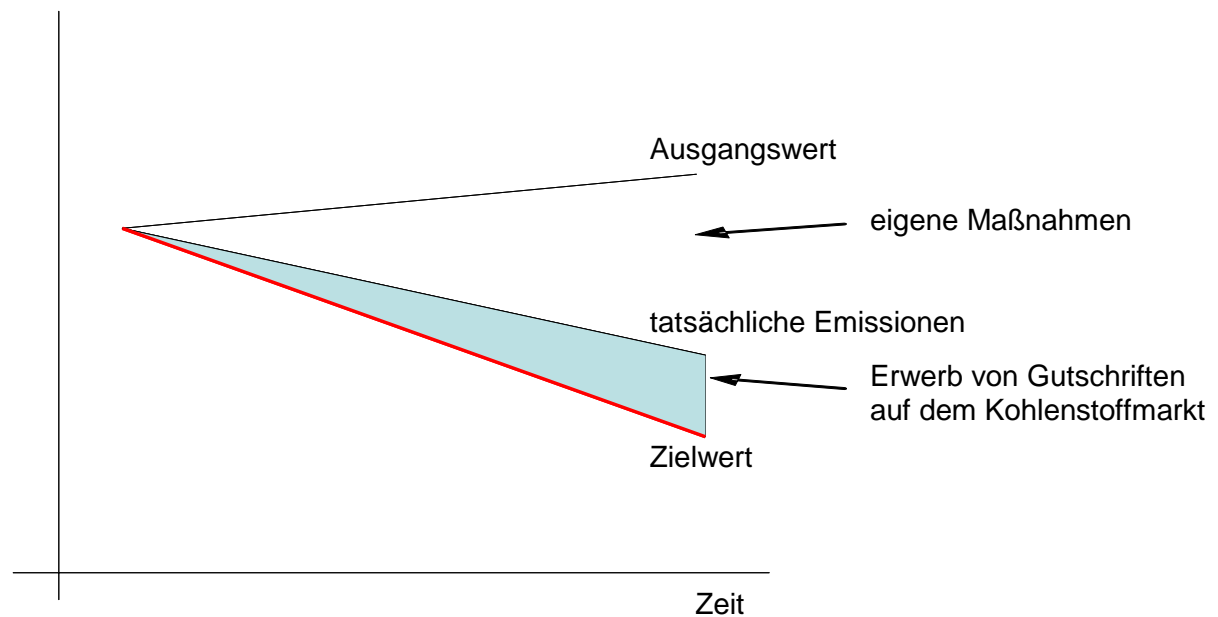 Ausgangswert
eigene Maßnahmen
tatsächliche Emissionen
Erwerb von Gutschriften
auf dem Kohlenstoffmarkt
Zielwert
Zeit